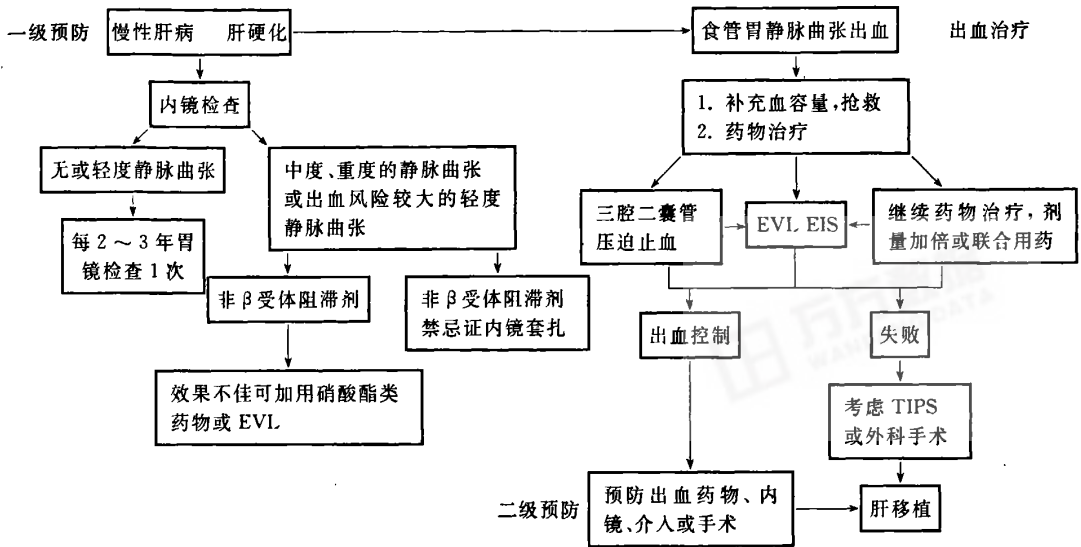 一级预防
慢性肝病 肝硬化
食管胃静脉曲张出血
出血治疗
内镜检查
1. 补充血容量,抢救
2. 药物治疗
无或轻度静脉曲张
中度、重度的静脉曲张
或出血风险较大的轻度
静脉曲张
每2～3年胃
镜检查1次
三腔二囊管
压迫止血
EVL EIS
继续药物治疗,剂
量加倍或联合用药
非β受体阻滞剂
非β受体阻滞剂
禁忌证内镜套扎
出血控制
失败
效果不佳可加用硝酸酯类
药物或EVL
考虑TIPS
或外科手术
二级预防
预防出血药物、内
镜、介入或手术
肝移植
万方数据
WANFANG DATA